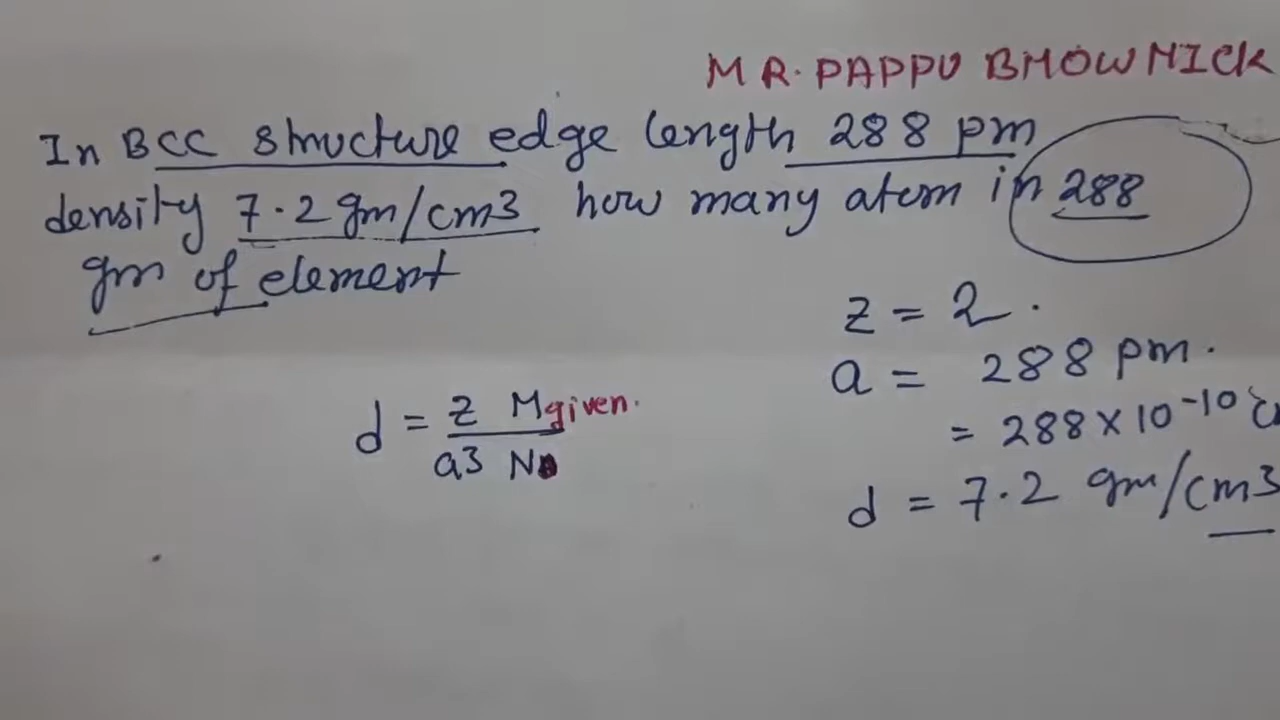 MR. PAPPU BHOWMICK
In BCC structure edge length 288 pm
density 7.2 gm/cm3 how many atom in 288
gm of element
z = 2.
a = 288 pm.
= 288×10-10 c
d = z Mgiven.
a3 N
d = 7.2 gm/cm3